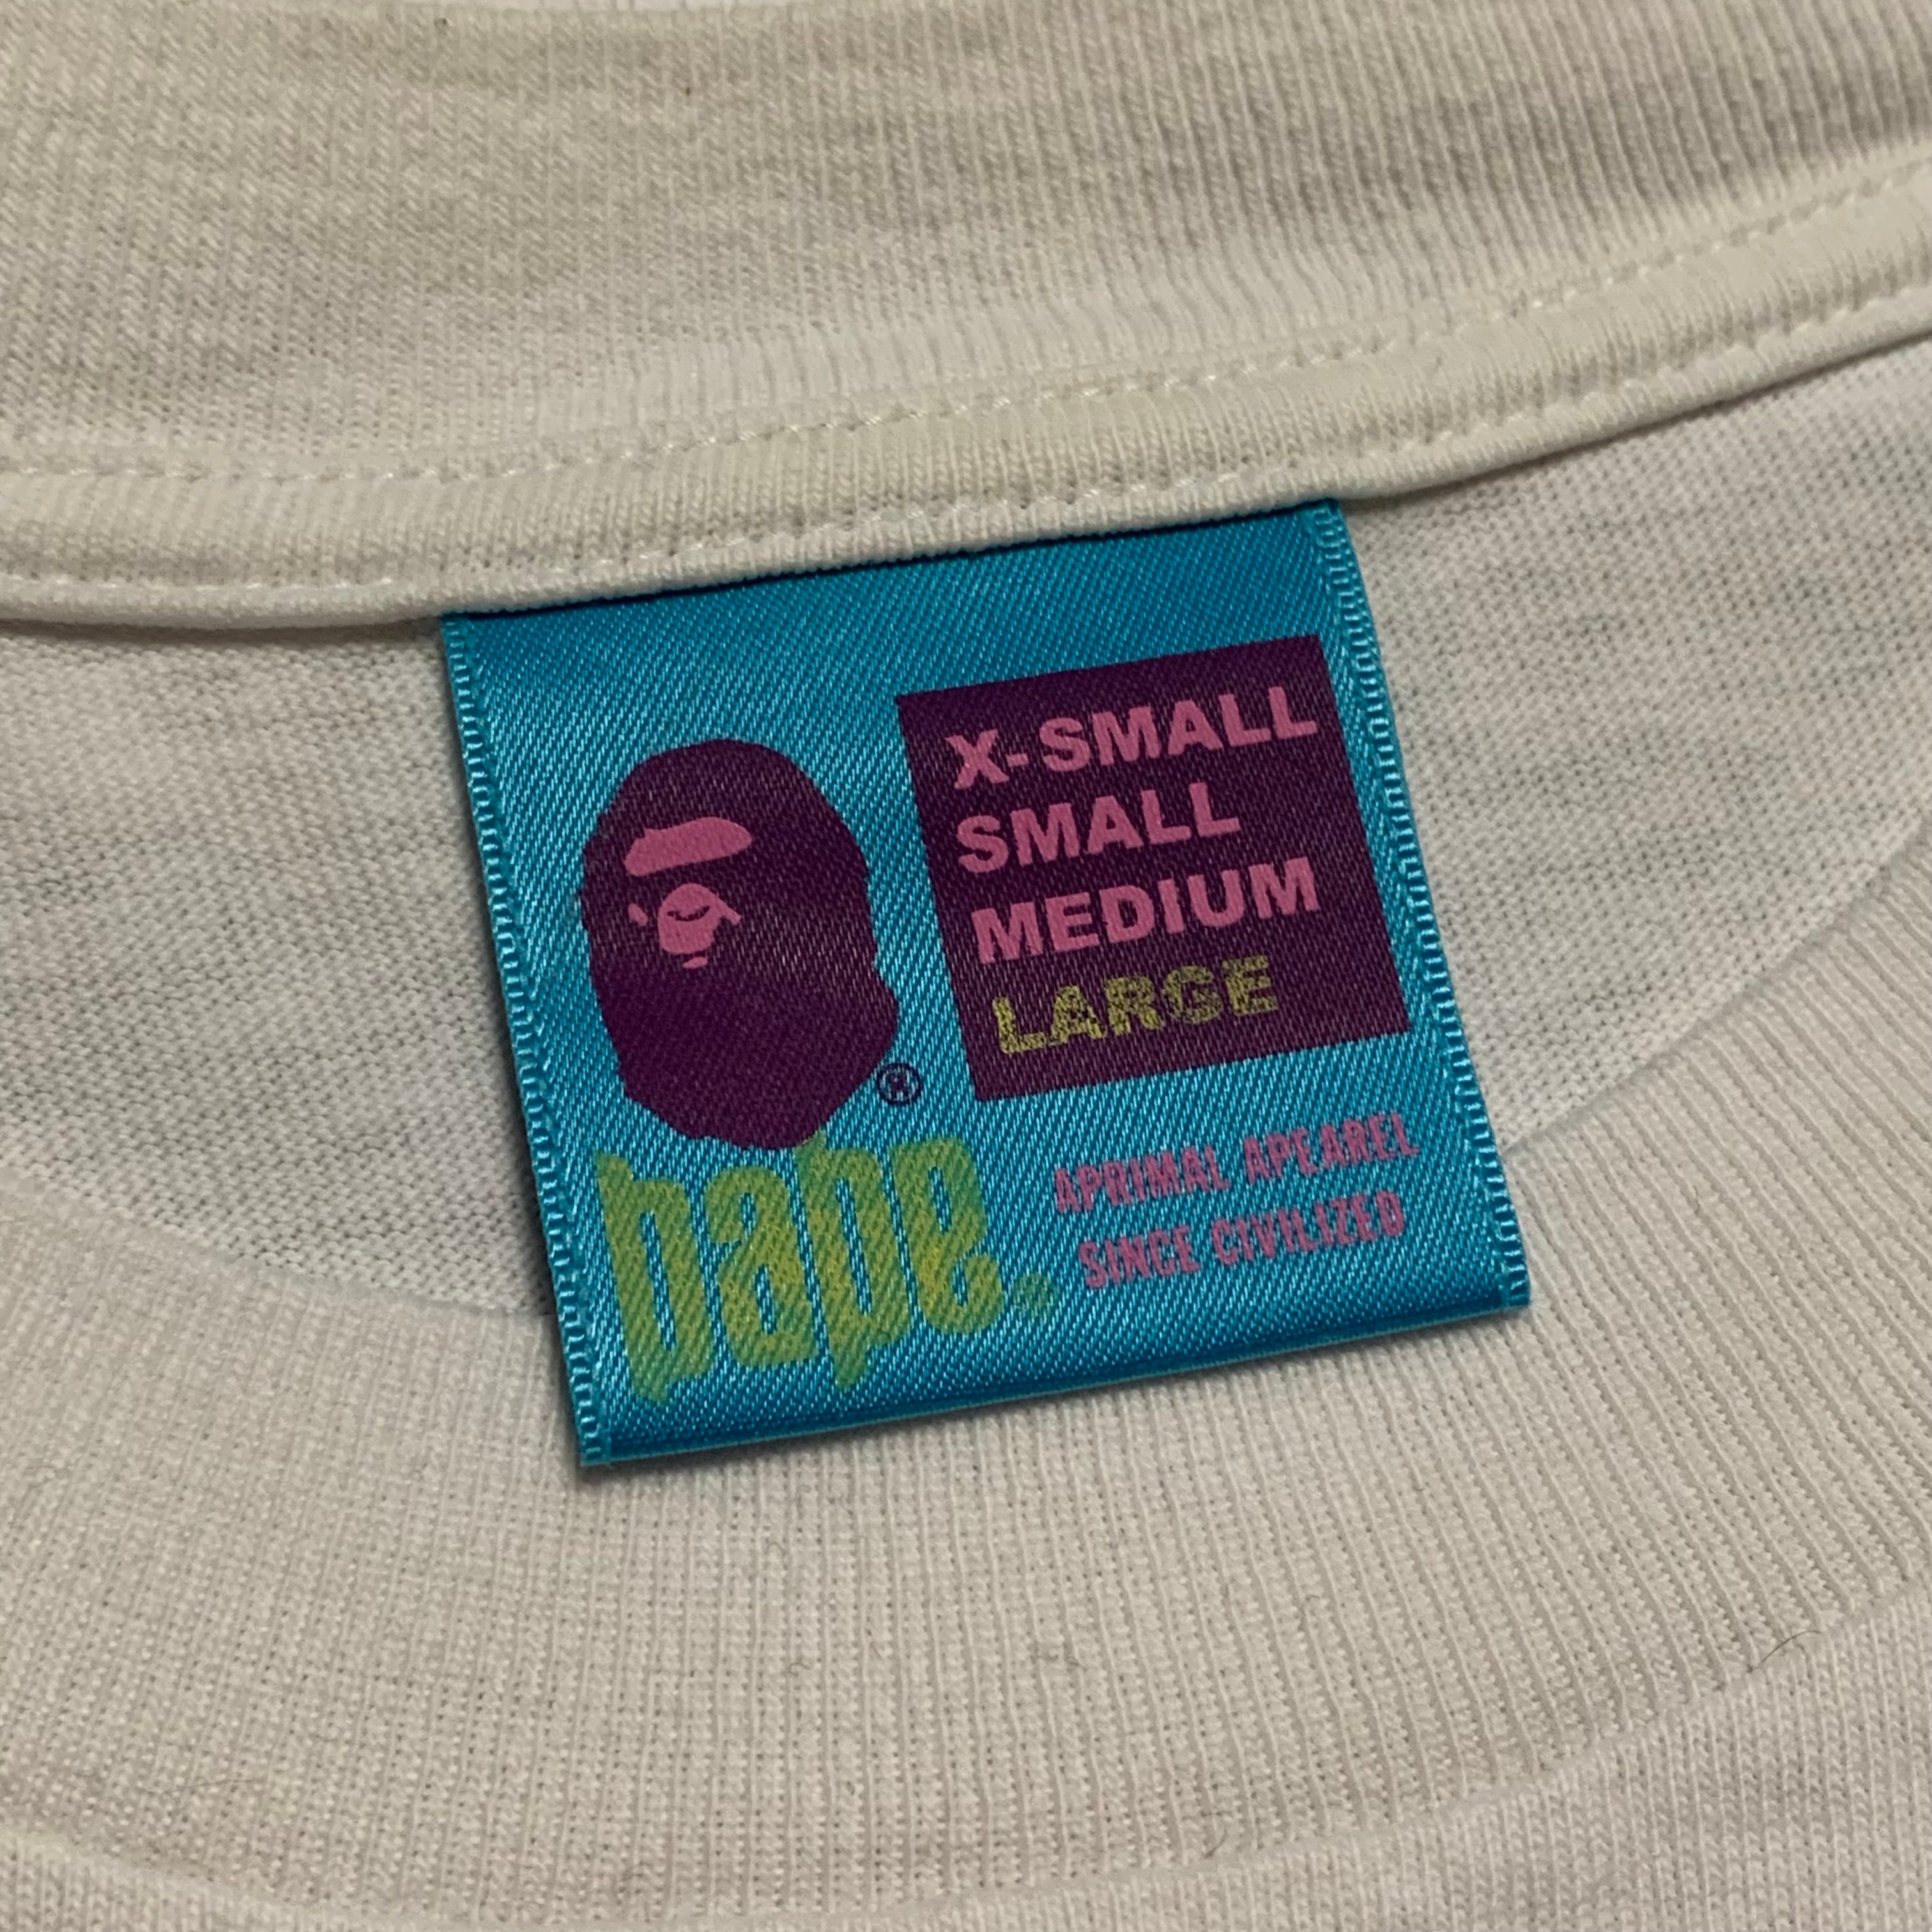 X-SMALL
SMALL
MEDIUM
LARGE
®
bape®
APRIMAL APEAREL
SINCE CIVILIZED